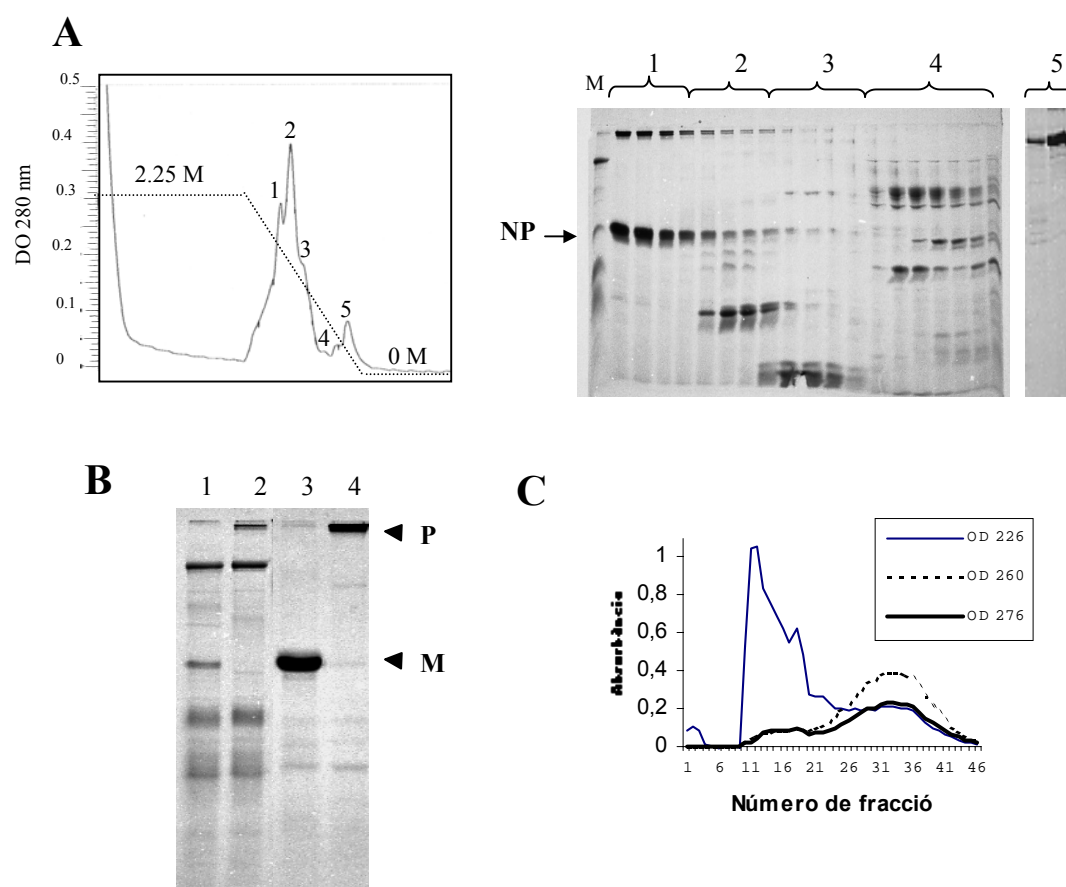 A
DO 280 nm
0.5
0.4
0.3
0.2
0.1
0
2.25 M
1
2
3
4
5
0 M
M 1 2 3 4 5
NP
B
1 2 3 4
P
M
C
OD 226
OD 260
OD 276
Absorbància
1
0,8
0,6
0,4
0,2
0
1 6 11 16 21 26 31 36 41 46
Número de fracció